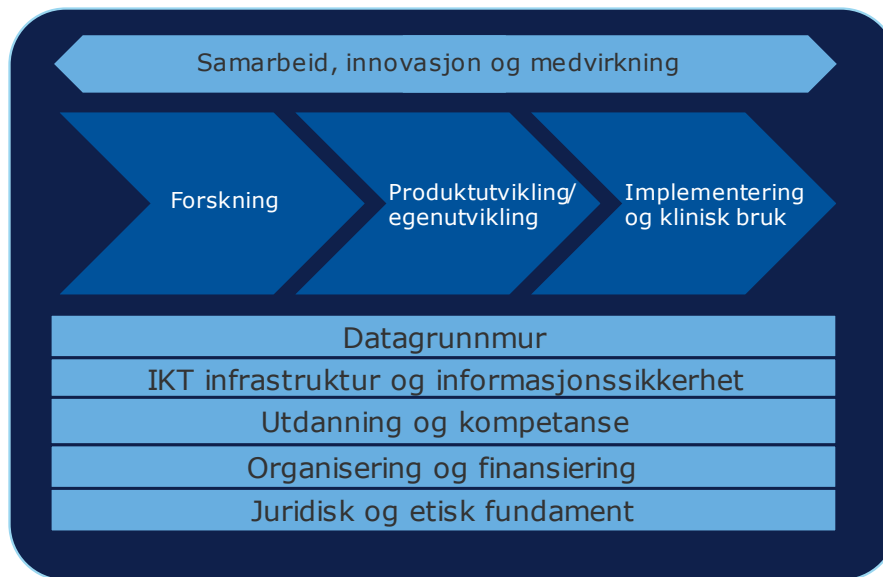 Samarbeid, innovasjon og medvirkning
Forskning
Produktutvikling/
egenutvikling
Implementering
og klinisk bruk
Datagrunnmur
IKT infrastruktur og informasjonssikkerhet
Utdanning og kompetanse
Organisering og finansiering
Juridisk og etisk fundament